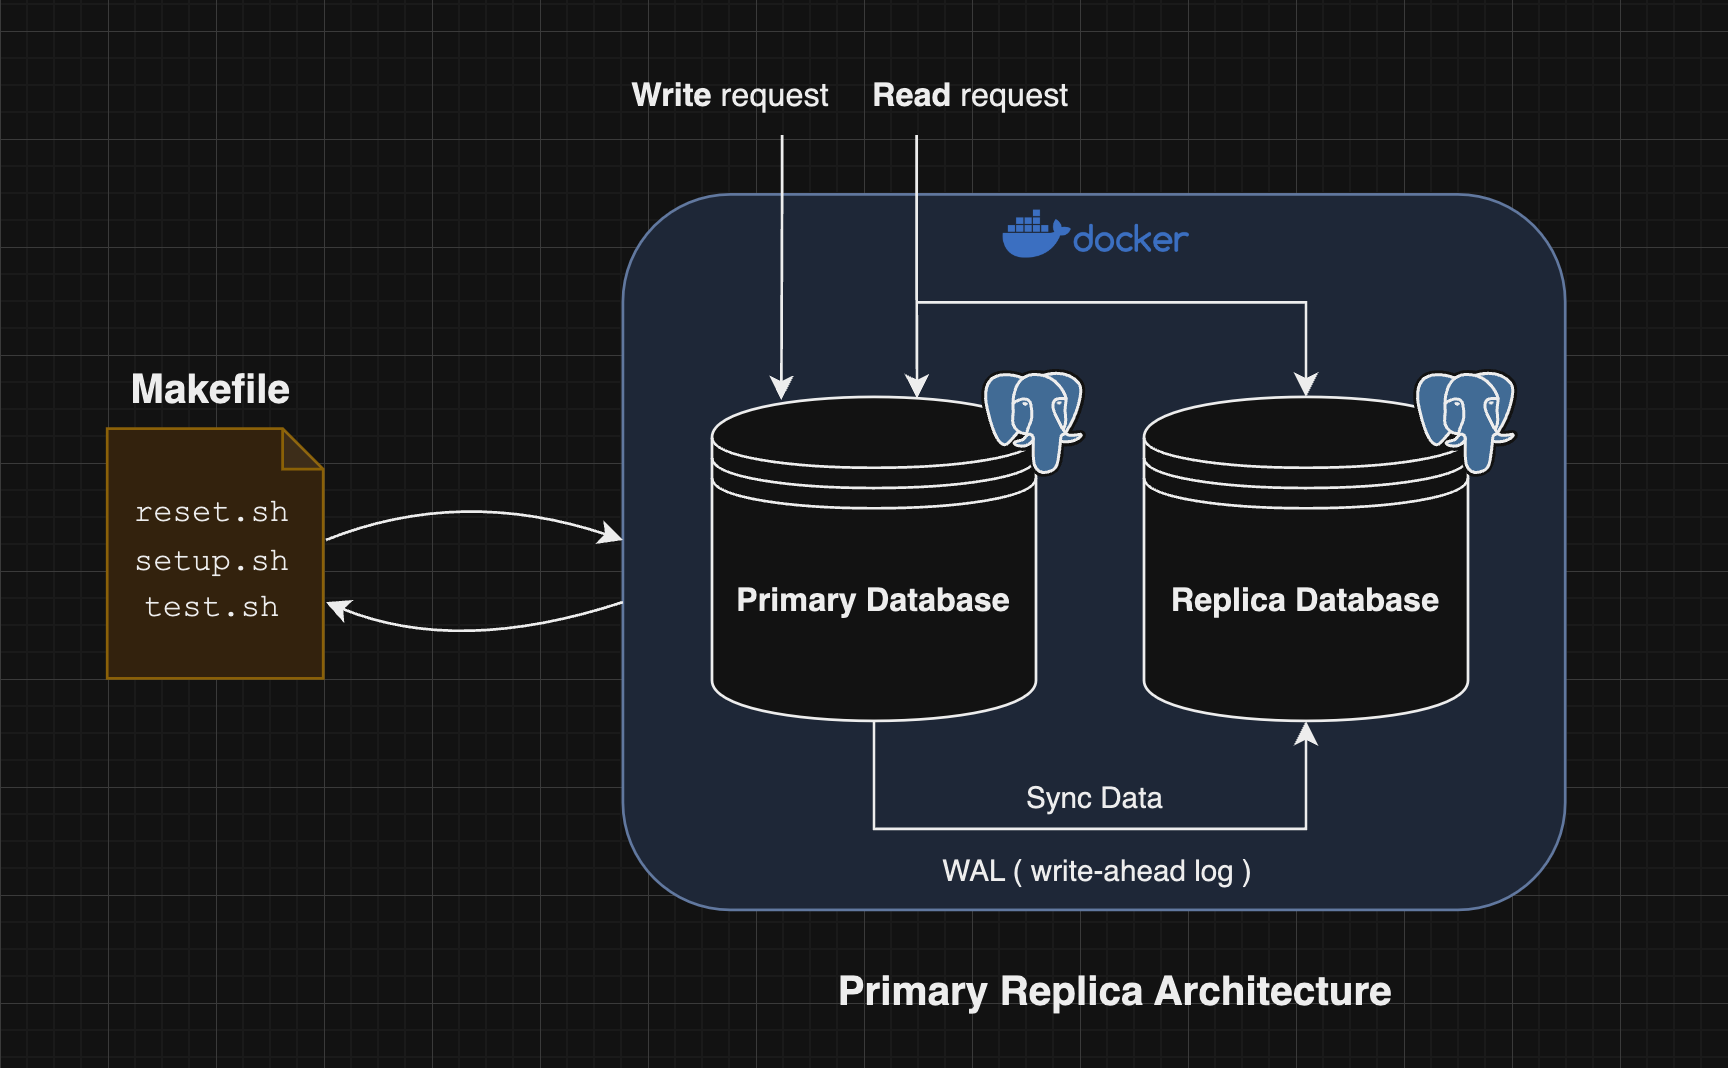 Write request
Read request
docker
Makefile
reset.sh
setup.sh
test.sh
Primary Database
Replica Database
Sync Data
WAL ( write-ahead log )
Primary Replica Architecture